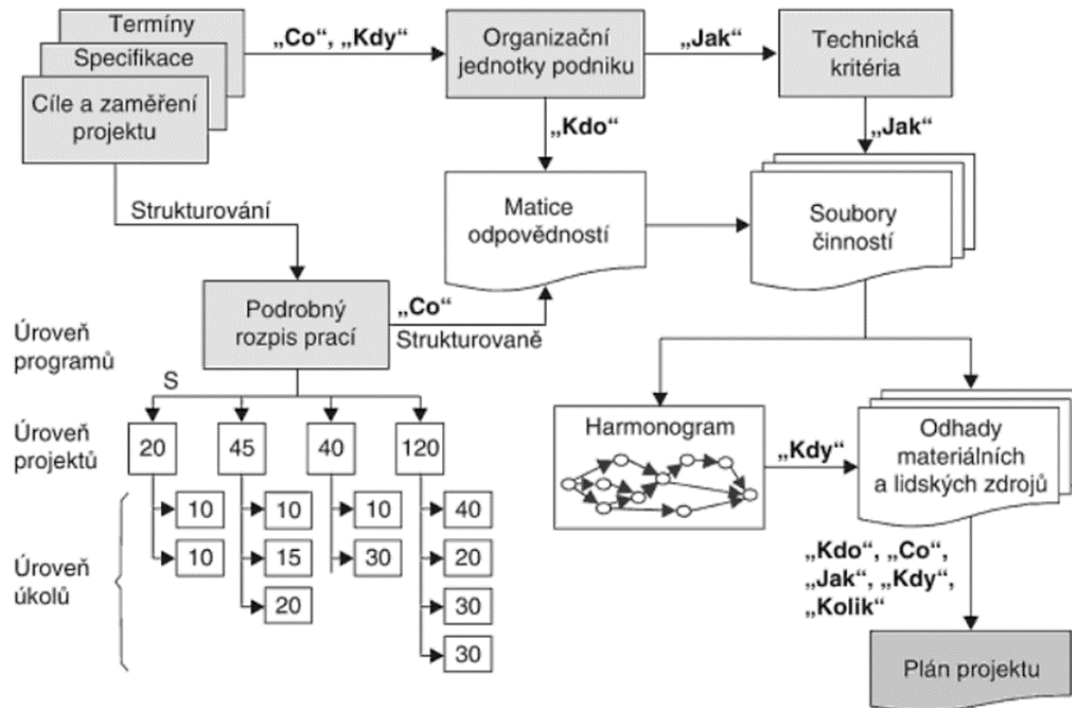 Termíny
Specifikace
Cíle a zaměření
projektu
„Co“, „Kdy“
Organizační
jednotky podniku
„Jak“
Technická
kritéria
„Kdo“
„Jak“
Strukturování
Matice
odpovědností
Soubory
činností
Podrobný
rozpis prací
„Co“
Strukturovaně
Úroveň
programů
S
Úroveň
projektů
20
45
40
120
Harmonogram
„Kdy“
Odhady
materiálních
a lidských zdrojů
Úroveň
úkolů
10
10
10
40
10
15
30
20
20
30
30
„Kdo“, „Co“,
„Jak“, „Kdy“,
„Kolik“
Plán projektu